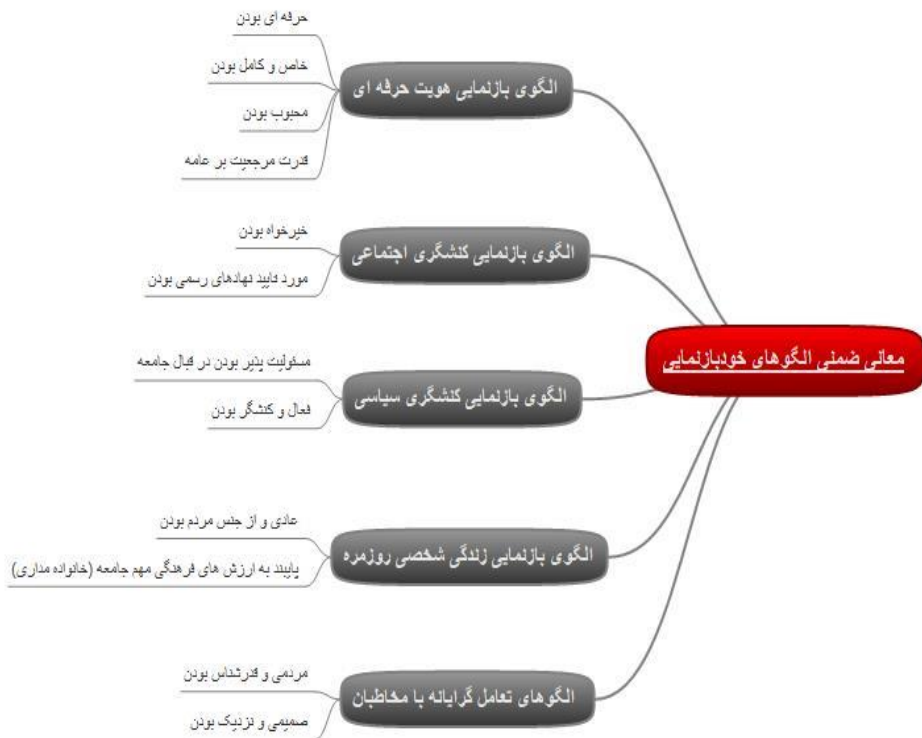 معانی ضمنی الگوهای خودبازنمایی
الگوی بازنمایی هویت حرفه ای
حرفه ای بودن
خاص و کامل بودن
محبوب بودن
قدرت مرجعیت بر عامه
الگوی بازنمایی کنشگری اجتماعی
خیرخواه بودن
مورد تایید نهادهای رسمی بودن
الگوی بازنمایی کنشگری سیاسی
مسئولیت پذیر بودن در قبال جامعه
فعال و کنشگر بودن
الگوی بازنمایی زندگی شخصی روزمره
عادی و از جنس مردم بودن
پایبند به ارزش های فرهنگی مهم جامعه (خانواده مداری)
الگوهای تعامل گرایانه با مخاطبان
مردمی و قدرشناس بودن
صمیمی و نزدیک بودن